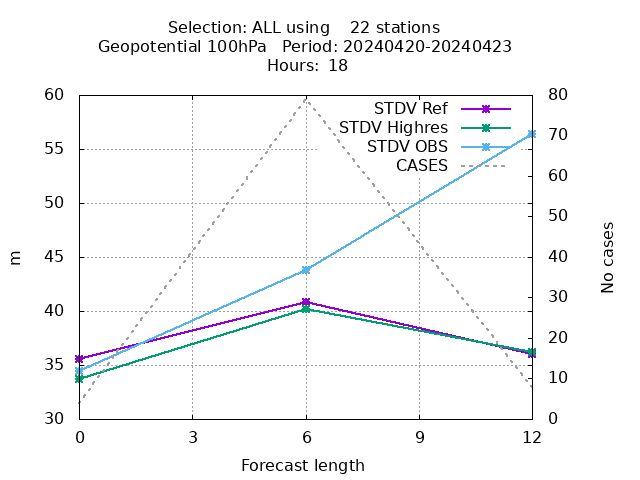 Selection: ALL using    22 stations
Geopotential 100hPa   Period: 20240420-20240423
Hours:  18
60
55
50
45
40
35
30
m
80
70
60
50
40
30
20
10
0
No cases
STDV Ref
STDV Highres
STDV OBS
CASES
0 3 6 9 12
Forecast length